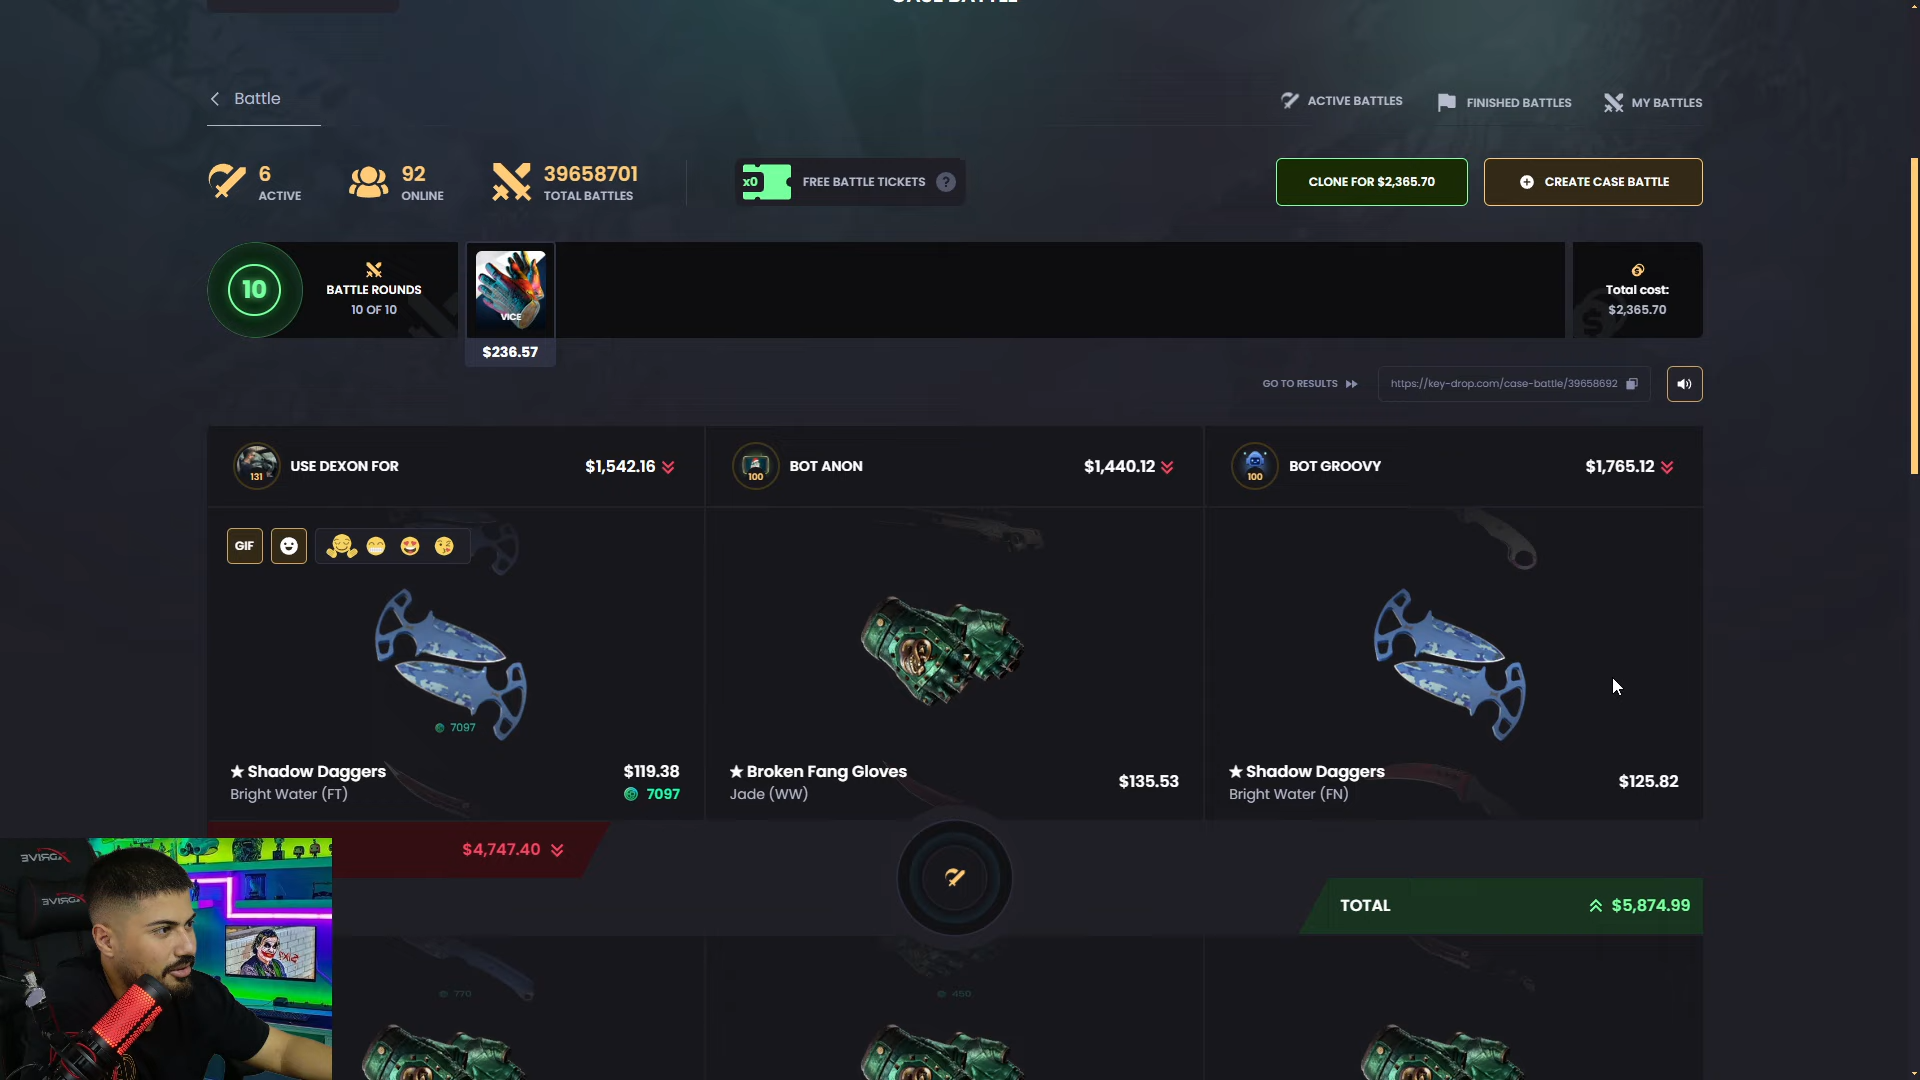 CASE BATTLE
Battle
ACTIVE BATTLES
FINISHED BATTLES
MY BATTLES
6
ACTIVE
92
ONLINE
39658701
TOTAL BATTLES
x0
FREE BATTLE TICKETS
?
CLONE FOR $2,365.70
CREATE CASE BATTLE
10
BATTLE ROUNDS
10 OF 10
VICE
$236.57
Total cost:
$2,365.70
GO TO RESULTS
https://key-drop.com/case-battle/39658692
131
USE DEXON FOR
$1,542.16
100
BOT ANON
$1,440.12
100
BOT GROOVY
$1,765.12
GIF
7097
★ Shadow Daggers
Bright Water (FT)
$119.38
7097
★ Broken Fang Gloves
Jade (WW)
$135.53
★ Shadow Daggers
Bright Water (FN)
$125.82
$4,747.40
TOTAL
$5,874.99
770
450